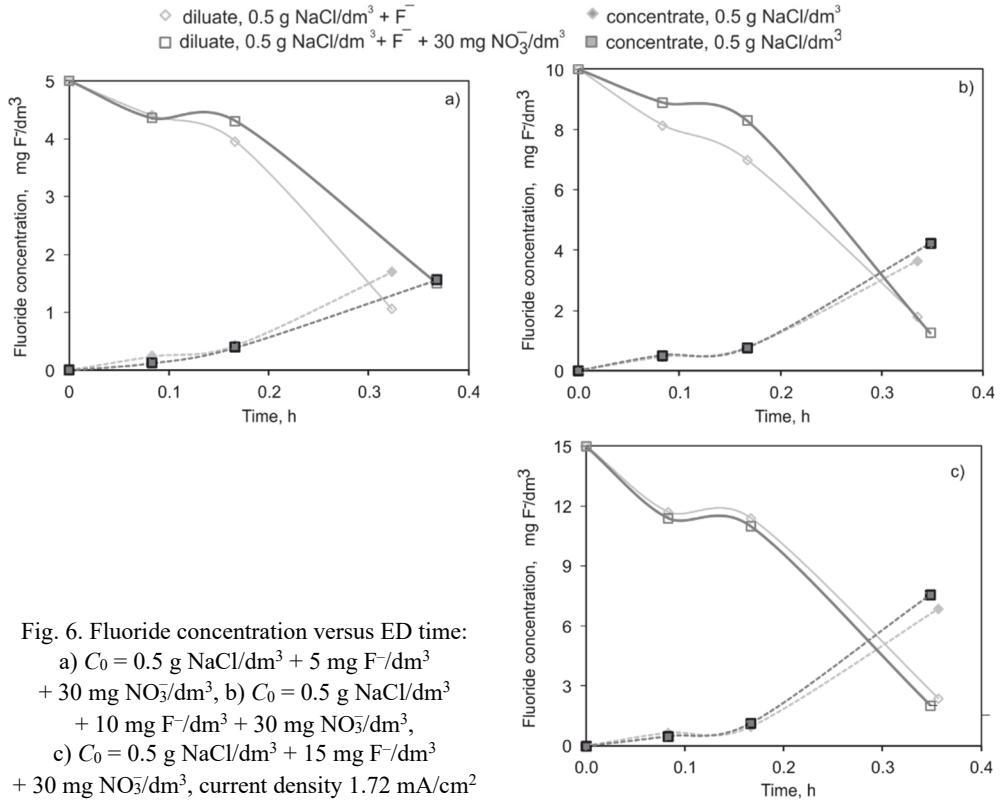 diluate, 0.5 g NaCl/dm³ + F⁻
diluate, 0.5 g NaCl/dm³ + F⁻ + 30 mg NO₃⁻/dm³
concentrate, 0.5 g NaCl/dm³
concentrate, 0.5 g NaCl/dm³
a)
Fluoride concentration, mg F⁻/dm³
5
4
3
2
1
0
0.0 0.1 0.2 0.3 0.4
Time, h
b)
Fluoride concentration, mg F⁻/dm³
10
8
6
4
2
0
0.0 0.1 0.2 0.3 0.4
Time, h
c)
Fluoride concentration, mg F⁻/dm³
15
12
9
6
3
0
0.0 0.1 0.2 0.3 0.4
Time, h
Fig. 6. Fluoride concentration versus ED time:
a) C₀ = 0.5 g NaCl/dm³ + 5 mg F⁻/dm³
+ 30 mg NO₃⁻/dm³, b) C₀ = 0.5 g NaCl/dm³
+ 10 mg F⁻/dm³ + 30 mg NO₃⁻/dm³,
c) C₀ = 0.5 g NaCl/dm³ + 15 mg F⁻/dm³
+ 30 mg NO₃⁻/dm³, current density 1.72 mA/cm²